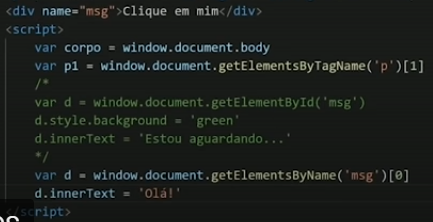 <div name="msg">Clique em mim</div>
<script>
var corpo = window.document.body
var p1 = window.document.getElementsByTagName('p')[1]
/*
var d = window.document.getElementById('msg')
d.style.background = 'green'
d.innerText = 'Estou aguardando...'
*/
var d = window.document.getElementsByName('msg')[0]
d.innerText = 'Olá!'
</script>